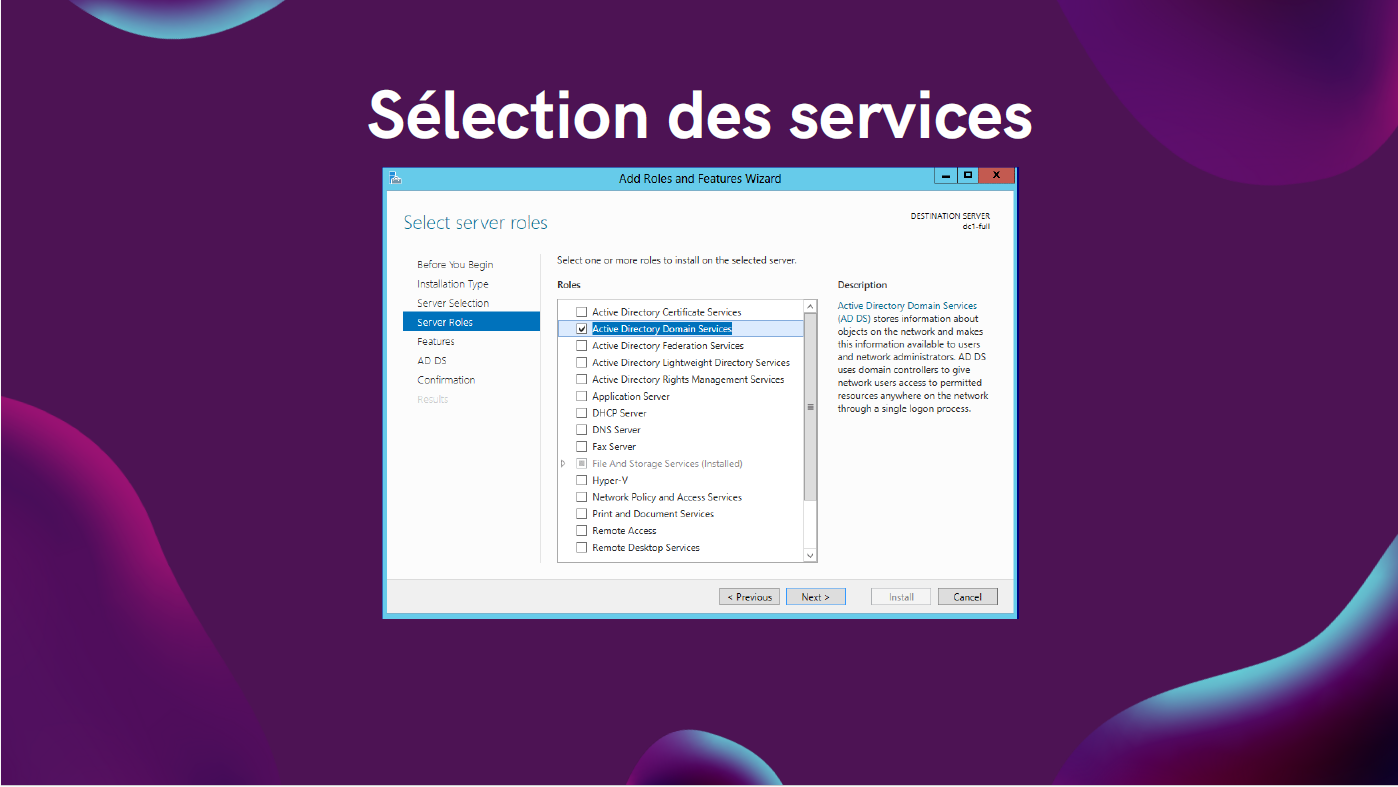 Sélection des services
Add Roles and Features Wizard
Select server roles
DESTINATION SERVER
dc1-full
Before You Begin
Installation Type
Server Selection
Server Roles
Features
AD DS
Confirmation
Results
Select one or more roles to install on the selected server.
Roles
Active Directory Certificate Services
Active Directory Domain Services
Active Directory Federation Services
Active Directory Lightweight Directory Services
Active Directory Rights Management Services
Application Server
DHCP Server
DNS Server
Fax Server
File And Storage Services (Installed)
Hyper-V
Network Policy and Access Services
Print and Document Services
Remote Access
Remote Desktop Services
Description
Active Directory Domain Services
(AD DS) stores information about
objects on the network and makes
this information available to users
and network administrators. AD DS
uses domain controllers to give
network users access to permitted
resources anywhere on the network
through a single logon process.
< Previous
Next >
Install
Cancel